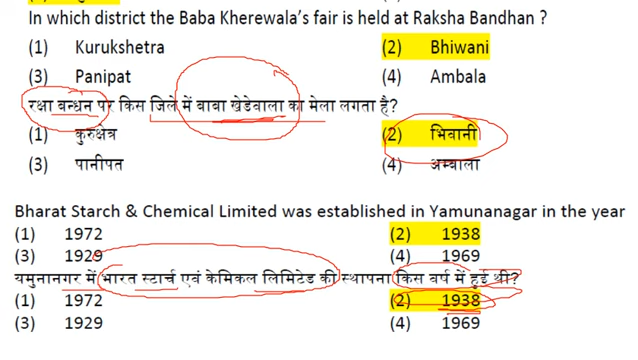 In which district the Baba Kherewala’s fair is held at Raksha Bandhan ?
(1) Kurukshetra (2) Bhiwani
(3) Panipat (4) Ambala
रक्षा बन्धन पर किस जिले में बाबा खेडेवाला का मेला लगता है?
(1) कुरुक्षेत्र (2) भिवानी
(3) पानीपत (4) अम्बाला
Bharat Starch & Chemical Limited was established in Yamunanagar in the year
(1) 1972 (2) 1938
(3) 1929 (4) 1969
यमुनानगर में भारत स्टार्च एवं केमिकल लिमिटेड की स्थापना किस वर्ष में हुई थी?
(1) 1972 (2) 1938
(3) 1929 (4) 1969